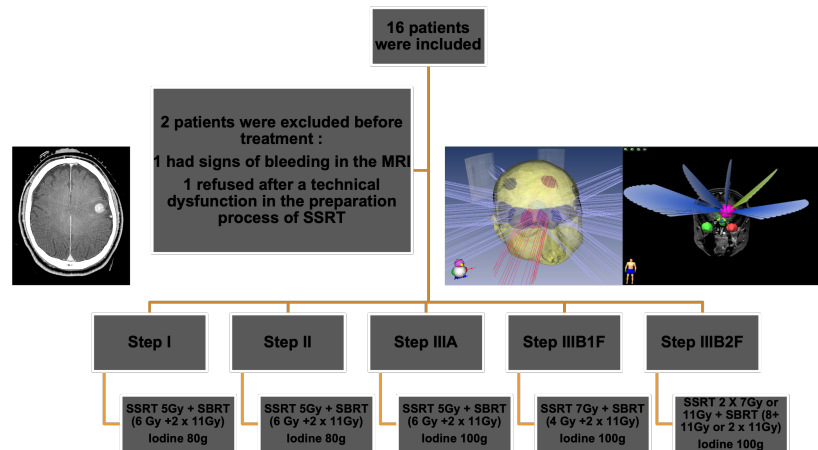 16 patients
were included
2 patients were excluded before
treatment :
1 had signs of bleeding in the MRI
1 refused after a technical
dysfunction in the preparation
process of SSRT
Step I
Step II
Step IIIA
Step IIIB1F
Step IIIB2F
SSRT 5Gy + SBRT
(6 Gy +2 x 11Gy)
Iodine 80g
SSRT 5Gy + SBRT
(6 Gy +2 x 11Gy)
Iodine 80g
SSRT 5Gy + SBRT
(6 Gy +2 x 11Gy)
Iodine 100g
SSRT 7Gy + SBRT
(4 Gy +2 x 11Gy)
Iodine 100g
SSRT 2 X 7Gy or
11Gy + SBRT (8+
11Gy or 2 x 11Gy)
Iodine 100g